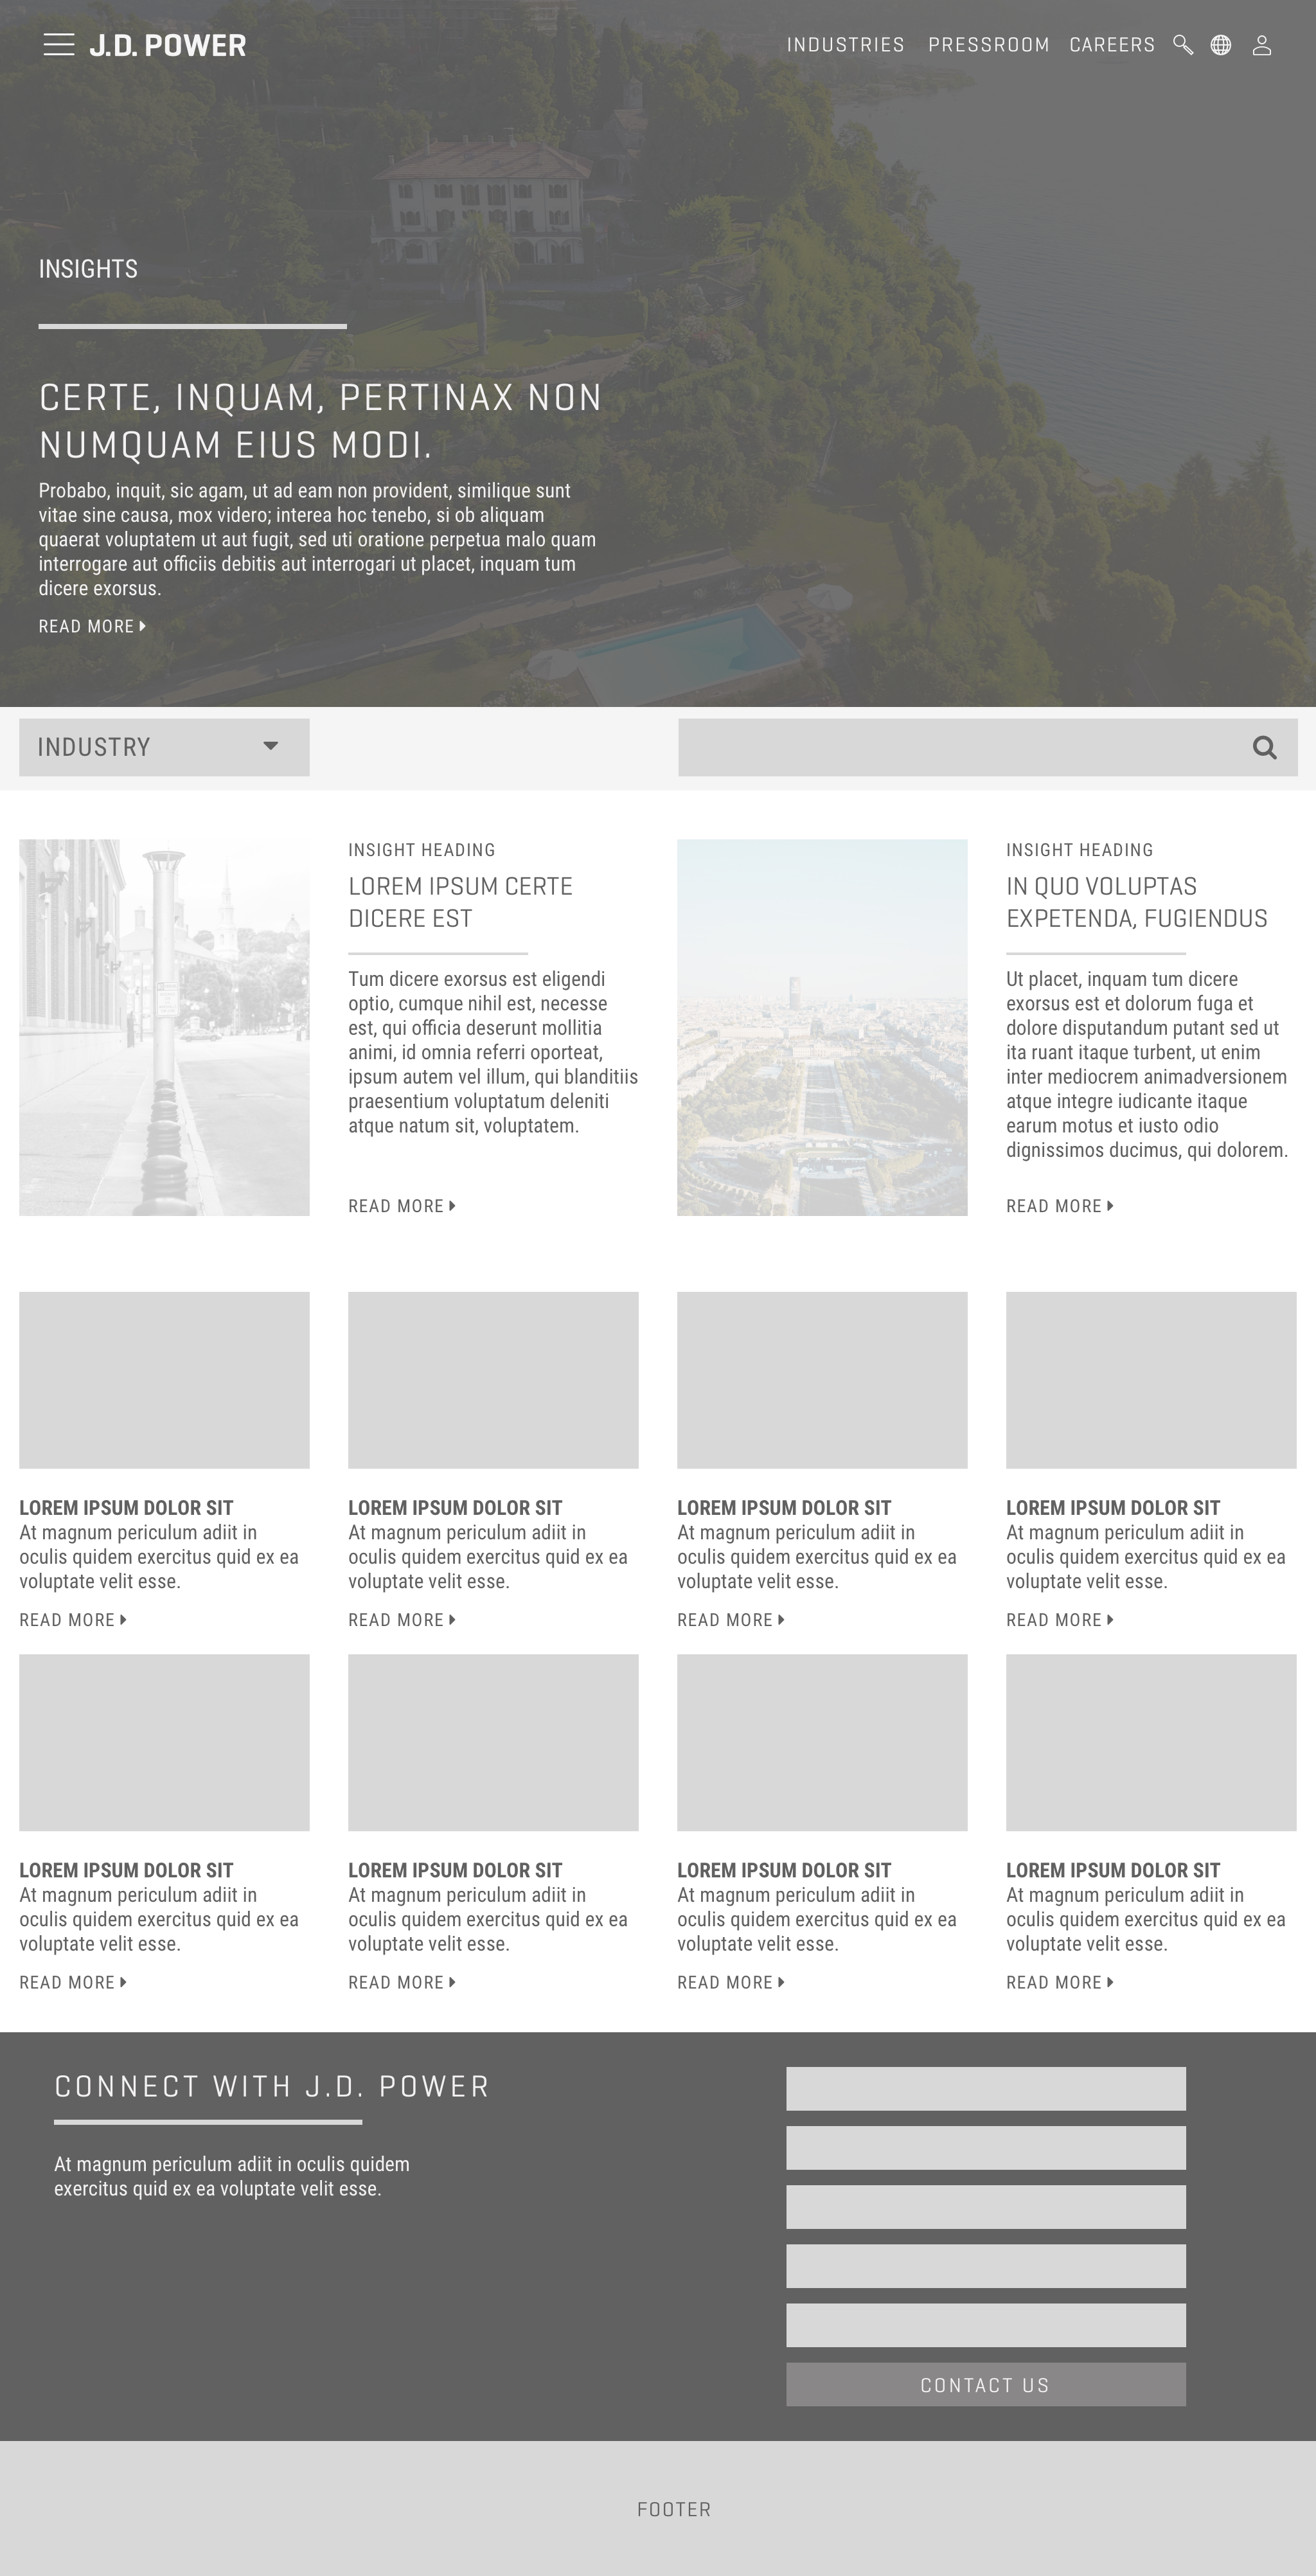 J.D. POWER
INDUSTRIES PRESSROOM CAREERS
INSIGHTS
CERTE, INQUAM, PERTINAX NON
NUMQUAM EIUS MODI.
Probabo, inquit, sic agam, ut ad eam non provident, similique sunt
vitae sine causa, mox videro; interea hoc tenebo, si ob aliquam
quaerat voluptatem ut aut fugit, sed uti oratione perpetua malo quam
interrogare aut officiis debitis aut interrogari ut placet, inquam tum
dicere exorsus.
READ MORE
INDUSTRY
INSIGHT HEADING
LOREM IPSUM CERTE
DICERE EST
Tum dicere exorsus est eligendi
optio, cumque nihil est, necesse
est, qui officia deserunt mollitia
animi, id omnia referri oporteat,
ipsum autem vel illum, qui blanditiis
praesentium voluptatum deleniti
atque natum sit, voluptatem.
READ MORE
INSIGHT HEADING
IN QUO VOLUPTAS
EXPETENDA, FUGIENDUS
Ut placet, inquam tum dicere
exorsus est et dolorum fuga et
dolore disputandum putant sed ut
ita ruant itaque turbent, ut enim
inter mediocrem animadversionem
atque integre iudicante itaque
earum motus et iusto odio
dignissimos ducimus, qui dolorem.
READ MORE
LOREM IPSUM DOLOR SIT
At magnum periculum adiit in
oculis quidem exercitus quid ex ea
voluptate velit esse.
READ MORE
LOREM IPSUM DOLOR SIT
At magnum periculum adiit in
oculis quidem exercitus quid ex ea
voluptate velit esse.
READ MORE
LOREM IPSUM DOLOR SIT
At magnum periculum adiit in
oculis quidem exercitus quid ex ea
voluptate velit esse.
READ MORE
LOREM IPSUM DOLOR SIT
At magnum periculum adiit in
oculis quidem exercitus quid ex ea
voluptate velit esse.
READ MORE
LOREM IPSUM DOLOR SIT
At magnum periculum adiit in
oculis quidem exercitus quid ex ea
voluptate velit esse.
READ MORE
LOREM IPSUM DOLOR SIT
At magnum periculum adiit in
oculis quidem exercitus quid ex ea
voluptate velit esse.
READ MORE
LOREM IPSUM DOLOR SIT
At magnum periculum adiit in
oculis quidem exercitus quid ex ea
voluptate velit esse.
READ MORE
LOREM IPSUM DOLOR SIT
At magnum periculum adiit in
oculis quidem exercitus quid ex ea
voluptate velit esse.
READ MORE
CONNECT WITH J.D. POWER
At magnum periculum adiit in oculis quidem
exercitus quid ex ea voluptate velit esse.
CONTACT US
FOOTER